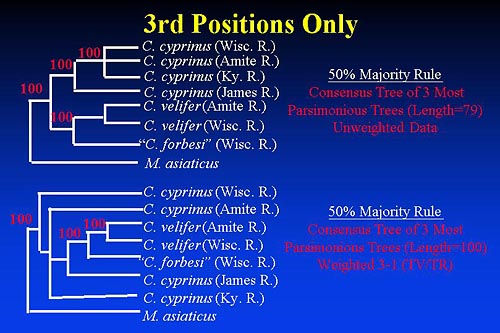 3rd Positions Only
C. cyprinus (Wisc. R.)
C. cyprinus (Amite R.)
C. cyprinus (Ky. R.)
C. cyprinus (James R.)
C. velifer (Amite R.)
C. velifer (Wisc. R.)
"C. forbesi" (Wisc. R.)
M. asiaticus
100
100
100
100
50% Majority Rule
Consensus Tree of 3 Most
Parsimonious Trees (Length=79)
Unweighted Data
C. cyprinus (Wisc. R.)
C. cyprinus (Amite R.)
C. velifer (Amite R.)
C. velifer (Wisc. R.)
"C. forbesi" (Wisc. R.)
C. cyprinus (James R.)
C. cyprinus (Ky. R.)
M. asiaticus
100
100
100
50% Majority Rule
Consensus Tree of 3 Most
Parsimonious Trees (Length=100)
Weighted 3-1 (TV/TR)